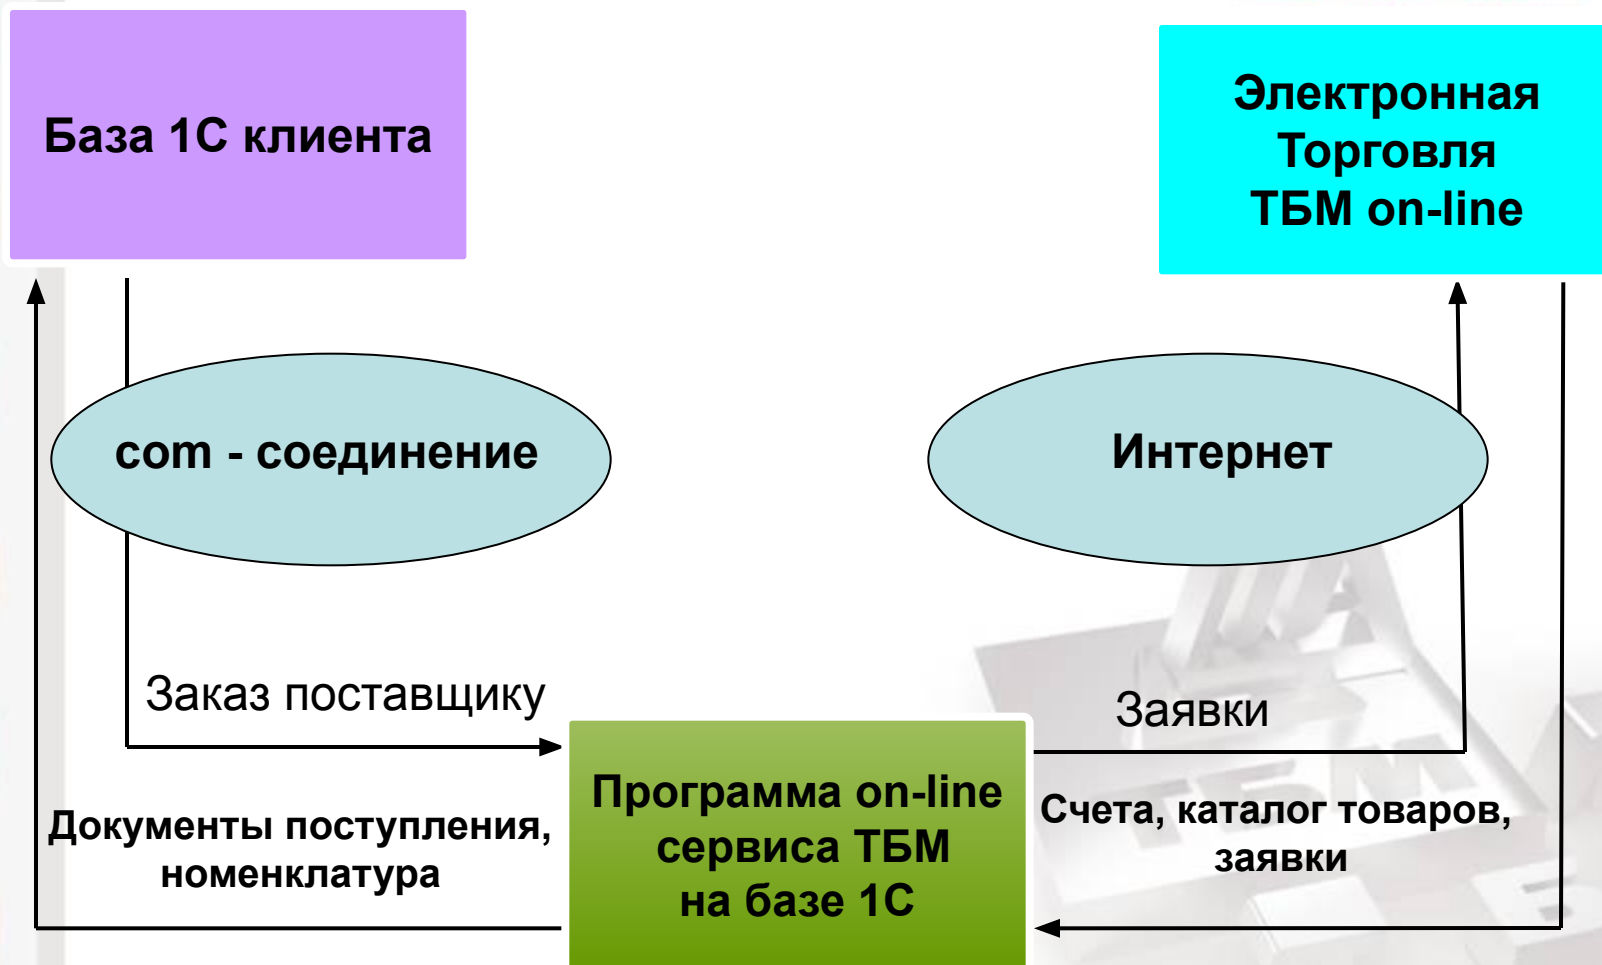 База 1С клиента
Электронная
Торговля
ТБМ on-line
com - соединение
Интернет
Заказ поставщику
Заявки
Программа on-line
сервиса ТБМ
на базе 1С
Документы поступления,
номенклатура
Счета, каталог товаров,
заявки
ТБМ